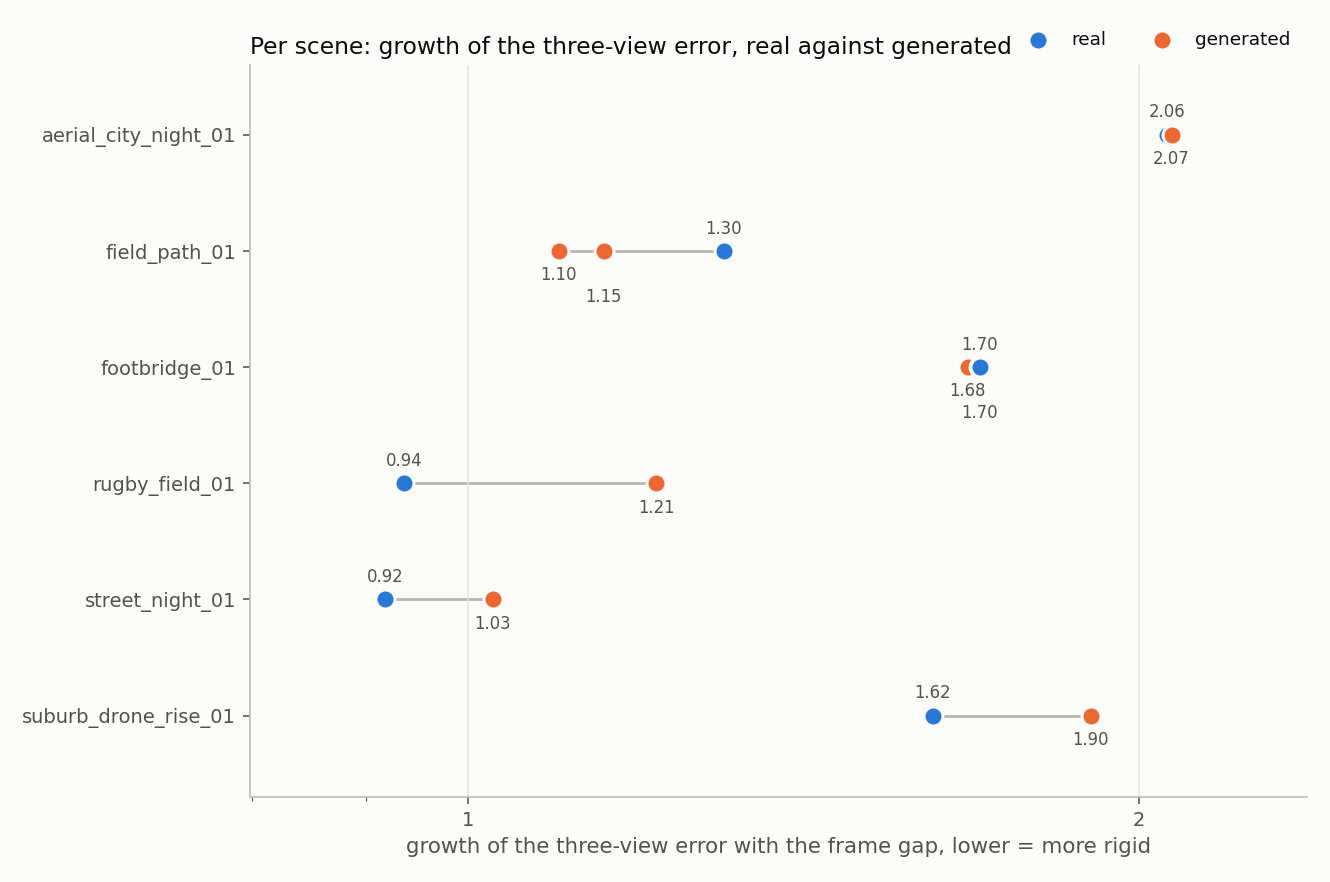 Per scene: growth of the three-view error, real against generated
real
generated
aerial_city_night_01
2.06
2.07
field_path_01
1.30
1.10
1.15
footbridge_01
1.70
1.68
1.70
rugby_field_01
0.94
1.21
street_night_01
0.92
1.03
suburb_drone_rise_01
1.62
1.90
1
2
growth of the three-view error with the frame gap, lower = more rigid